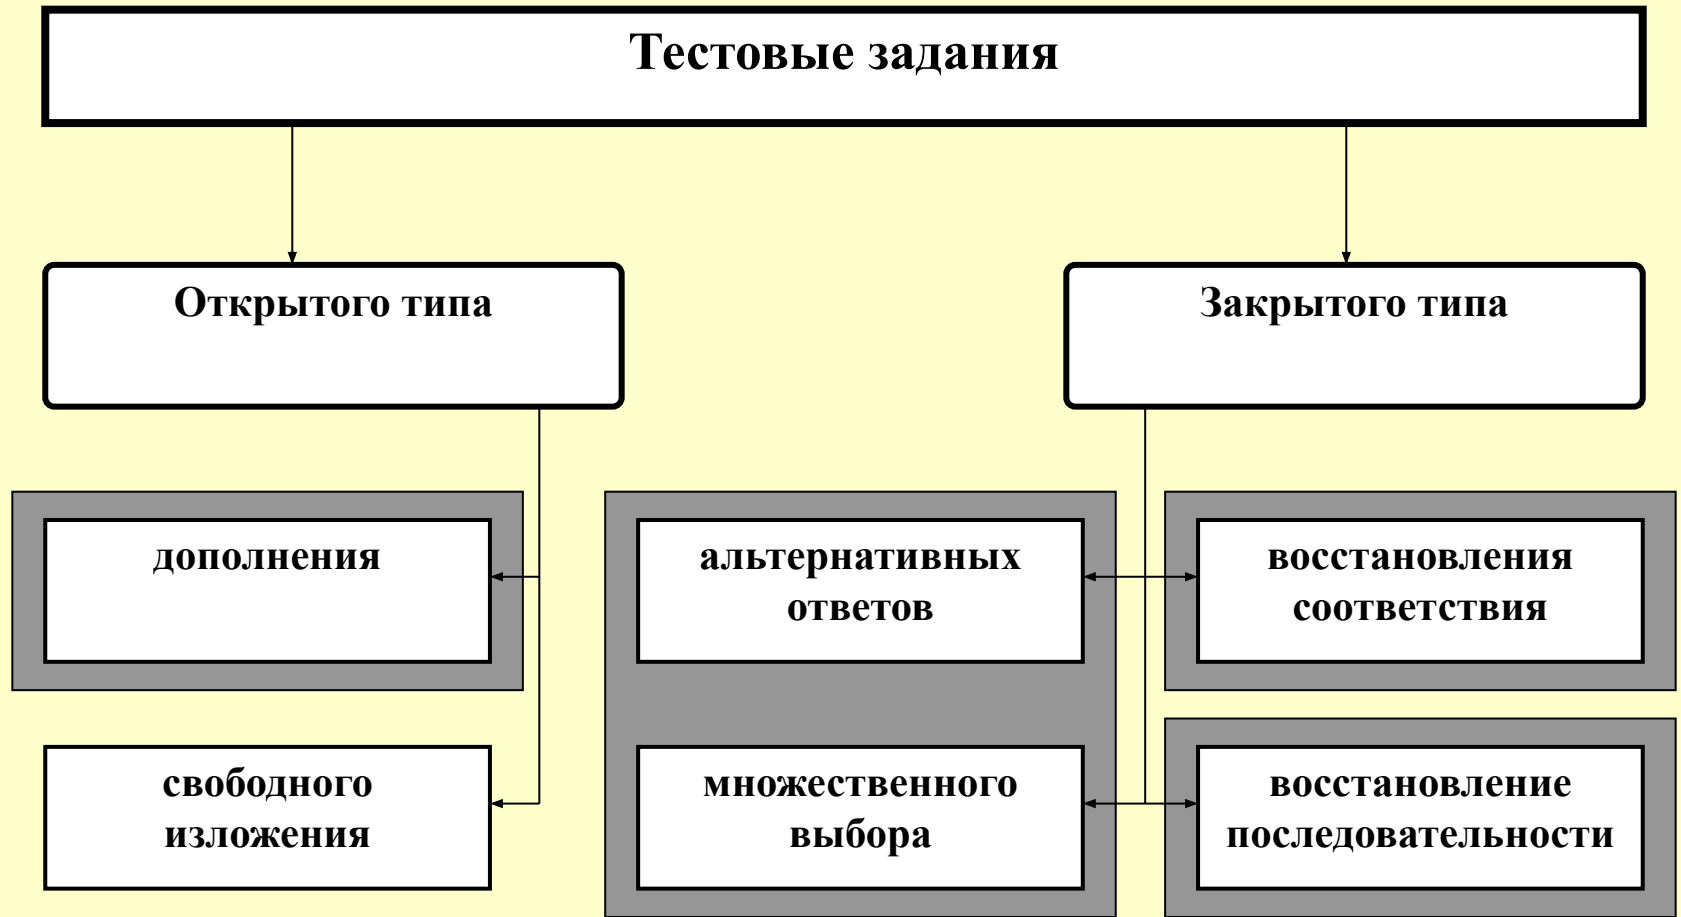 Тестовые задания
Открытого типа
Закрытого типа
дополнения
альтернативных
ответов
восстановления
соответствия
свободного
изложения
множественного
выбора
восстановление
последовательности